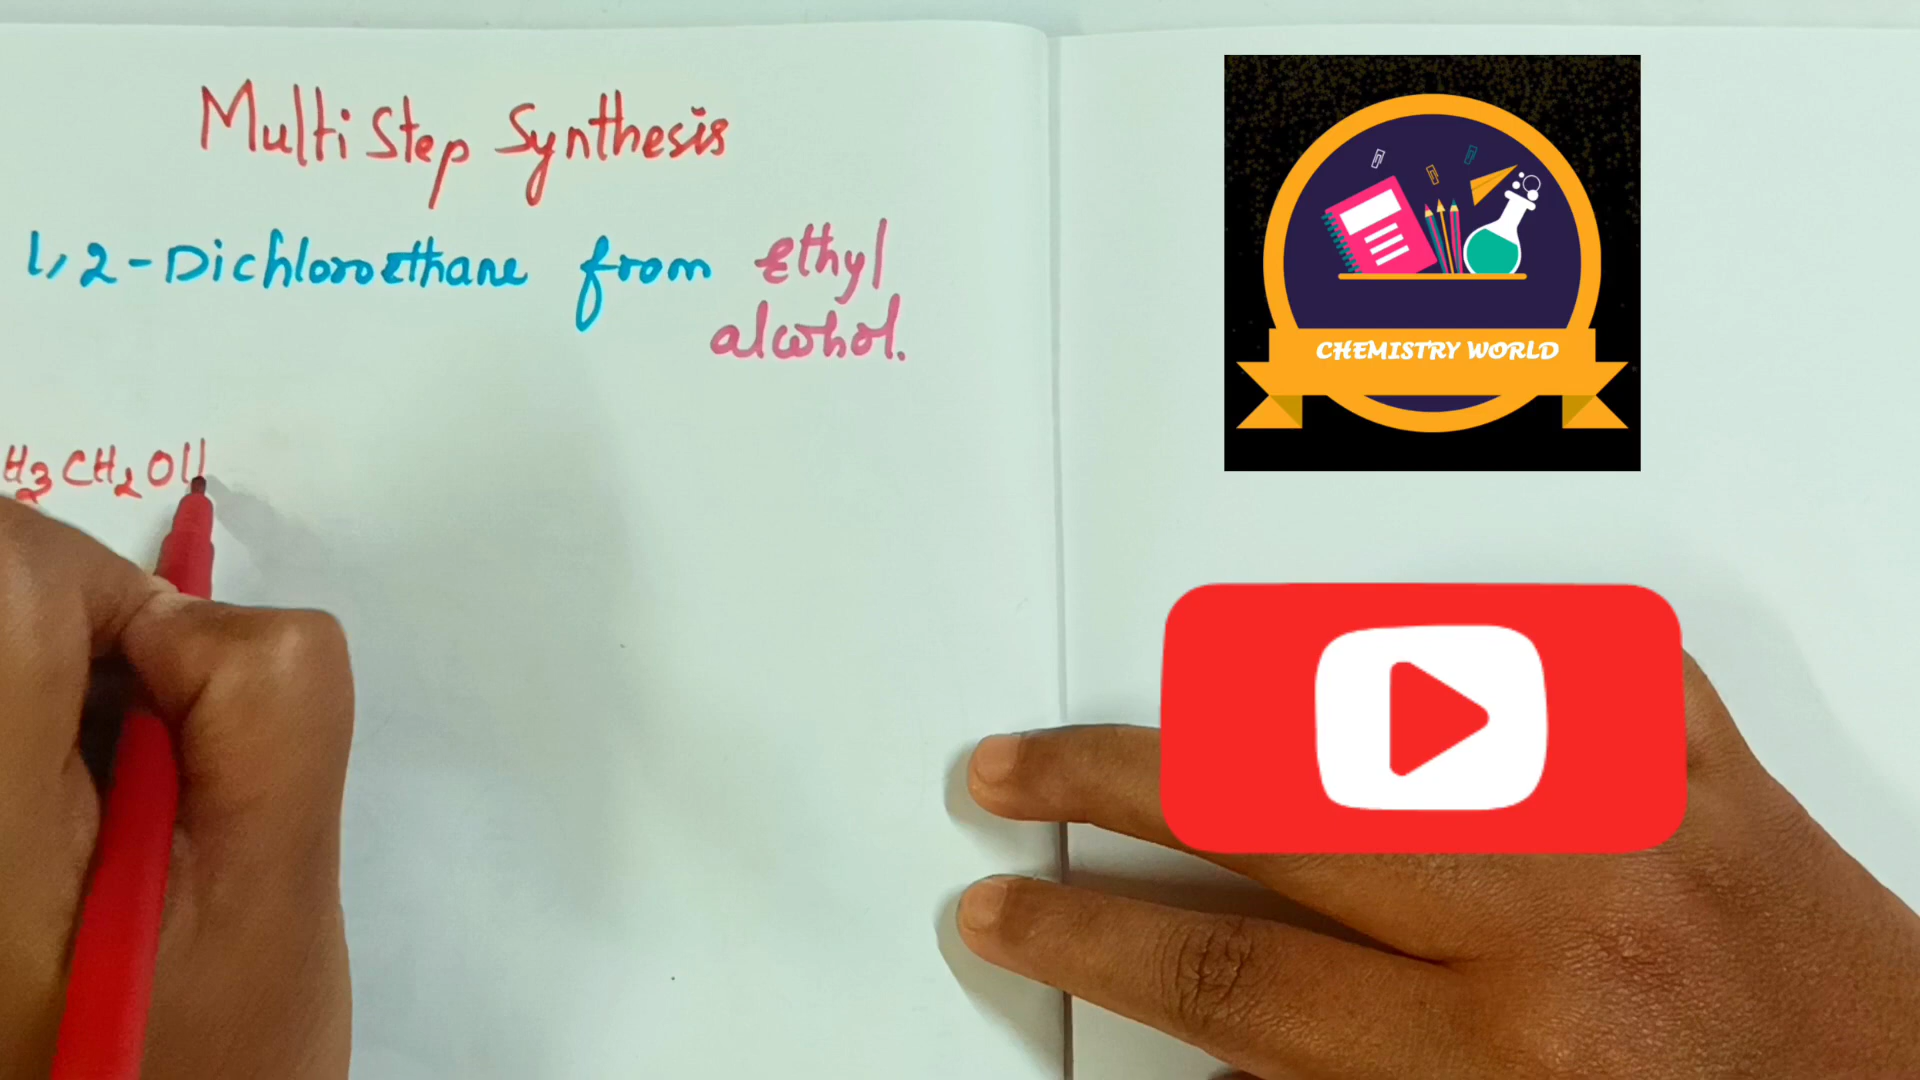 Multi Step Synthesis
1,2-Dichloroethane from ethyl
alcohol.
H3CH2OH
CHEMISTRY WORLD